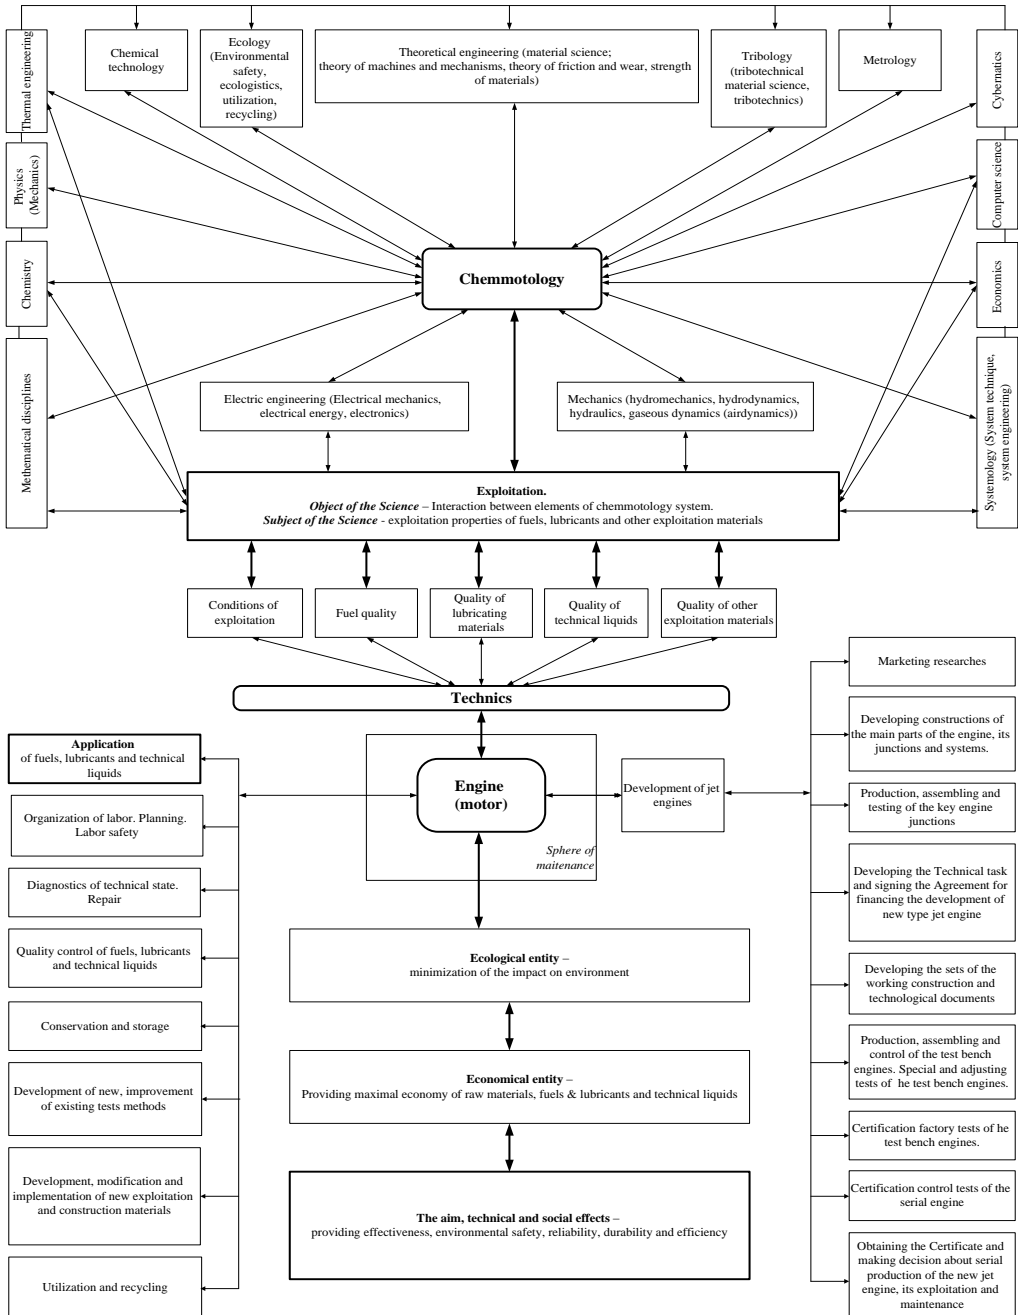 Thermal engineering
Chemical
technology
Ecology
(Environmental
safety,
ecologistics,
utilization,
recycling)
Theoretical engineering (material science;
theory of machines and mechanisms, theory of friction and wear, strength
of materials)
Tribology
(tribotechnical
material science,
tribotechnics)
Metrology
Cybernatics
Physics
(Mechanics)
Computer science
Chemistry
Chemmotology
Economics
Methematical disciplines
Electric engineering (Electrical mechanics,
electrical energy, electronics)
Mechanics (hydromechanics, hydrodynamics,
hydraulics, gaseous dynamics (airdynamics))
Systemology (System technique,
system engineering)
Exploitation.
Object of the Science – Interaction between elements of chemmotology system.
Subject of the Science - exploitation properties of fuels, lubricants and other exploitation materials
Conditions of
exploitation
Fuel quality
Quality of
lubricating
materials
Quality of
technical liquids
Quality of other
exploitation materials
Technics
Application
of fuels, lubricants and technical
liquids
Organization of labor. Planning.
Labor safety
Diagnostics of technical state.
Repair
Quality control of fuels, lubricants
and technical liquids
Conservation and storage
Development of new, improvement
of existing tests methods
Development, modification and
implementation of new exploitation
and construction materials
Utilization and recycling
Engine
(motor)
Sphere of
maitenance
Development of jet
engines
Ecological entity –
minimization of the impact on environment
Economical entity –
Providing maximal economy of raw materials, fuels & lubricants and technical liquids
The aim, technical and social effects –
providing effectiveness, environmental safety, reliability, durability and efficiency
Marketing researches
Developing constructions of
the main parts of the engine, its
junctions and systems.
Production, assembling and
testing of the key engine
junctions
Developing the Technical task
and signing the Agreement for
financing the development of
new type jet engine
Developing the sets of the
working construction and
technological documents
Production, assembling and
control of the test bench
engines. Special and adjusting
tests of he test bench engines.
Certification factory tests of he
test bench engines.
Certification control tests of the
serial engine
Obtaining the Certificate and
making decision about serial
production of the new jet
engine, its exploitation and
maintenance